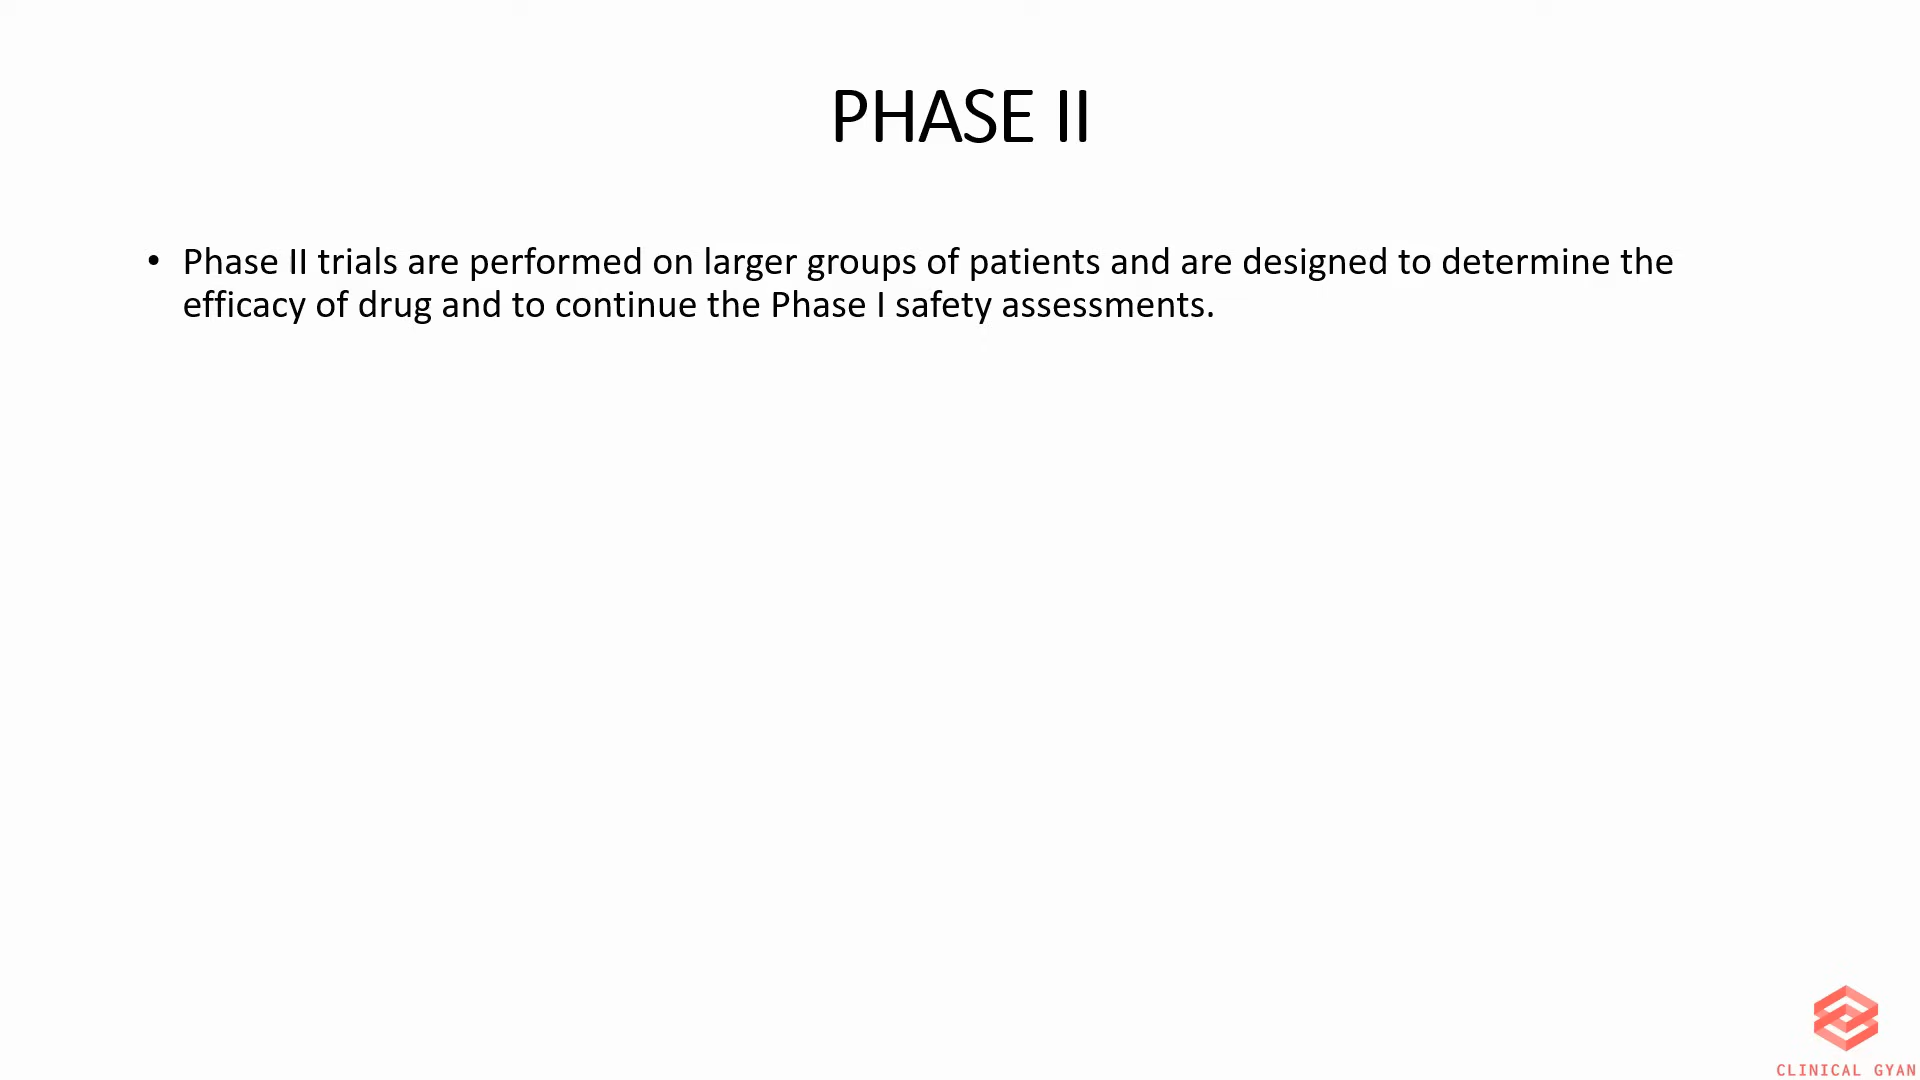 PHASE II
• Phase II trials are performed on larger groups of patients and are designed to determine the
efficacy of drug and to continue the Phase I safety assessments.
CLINICAL GYAN